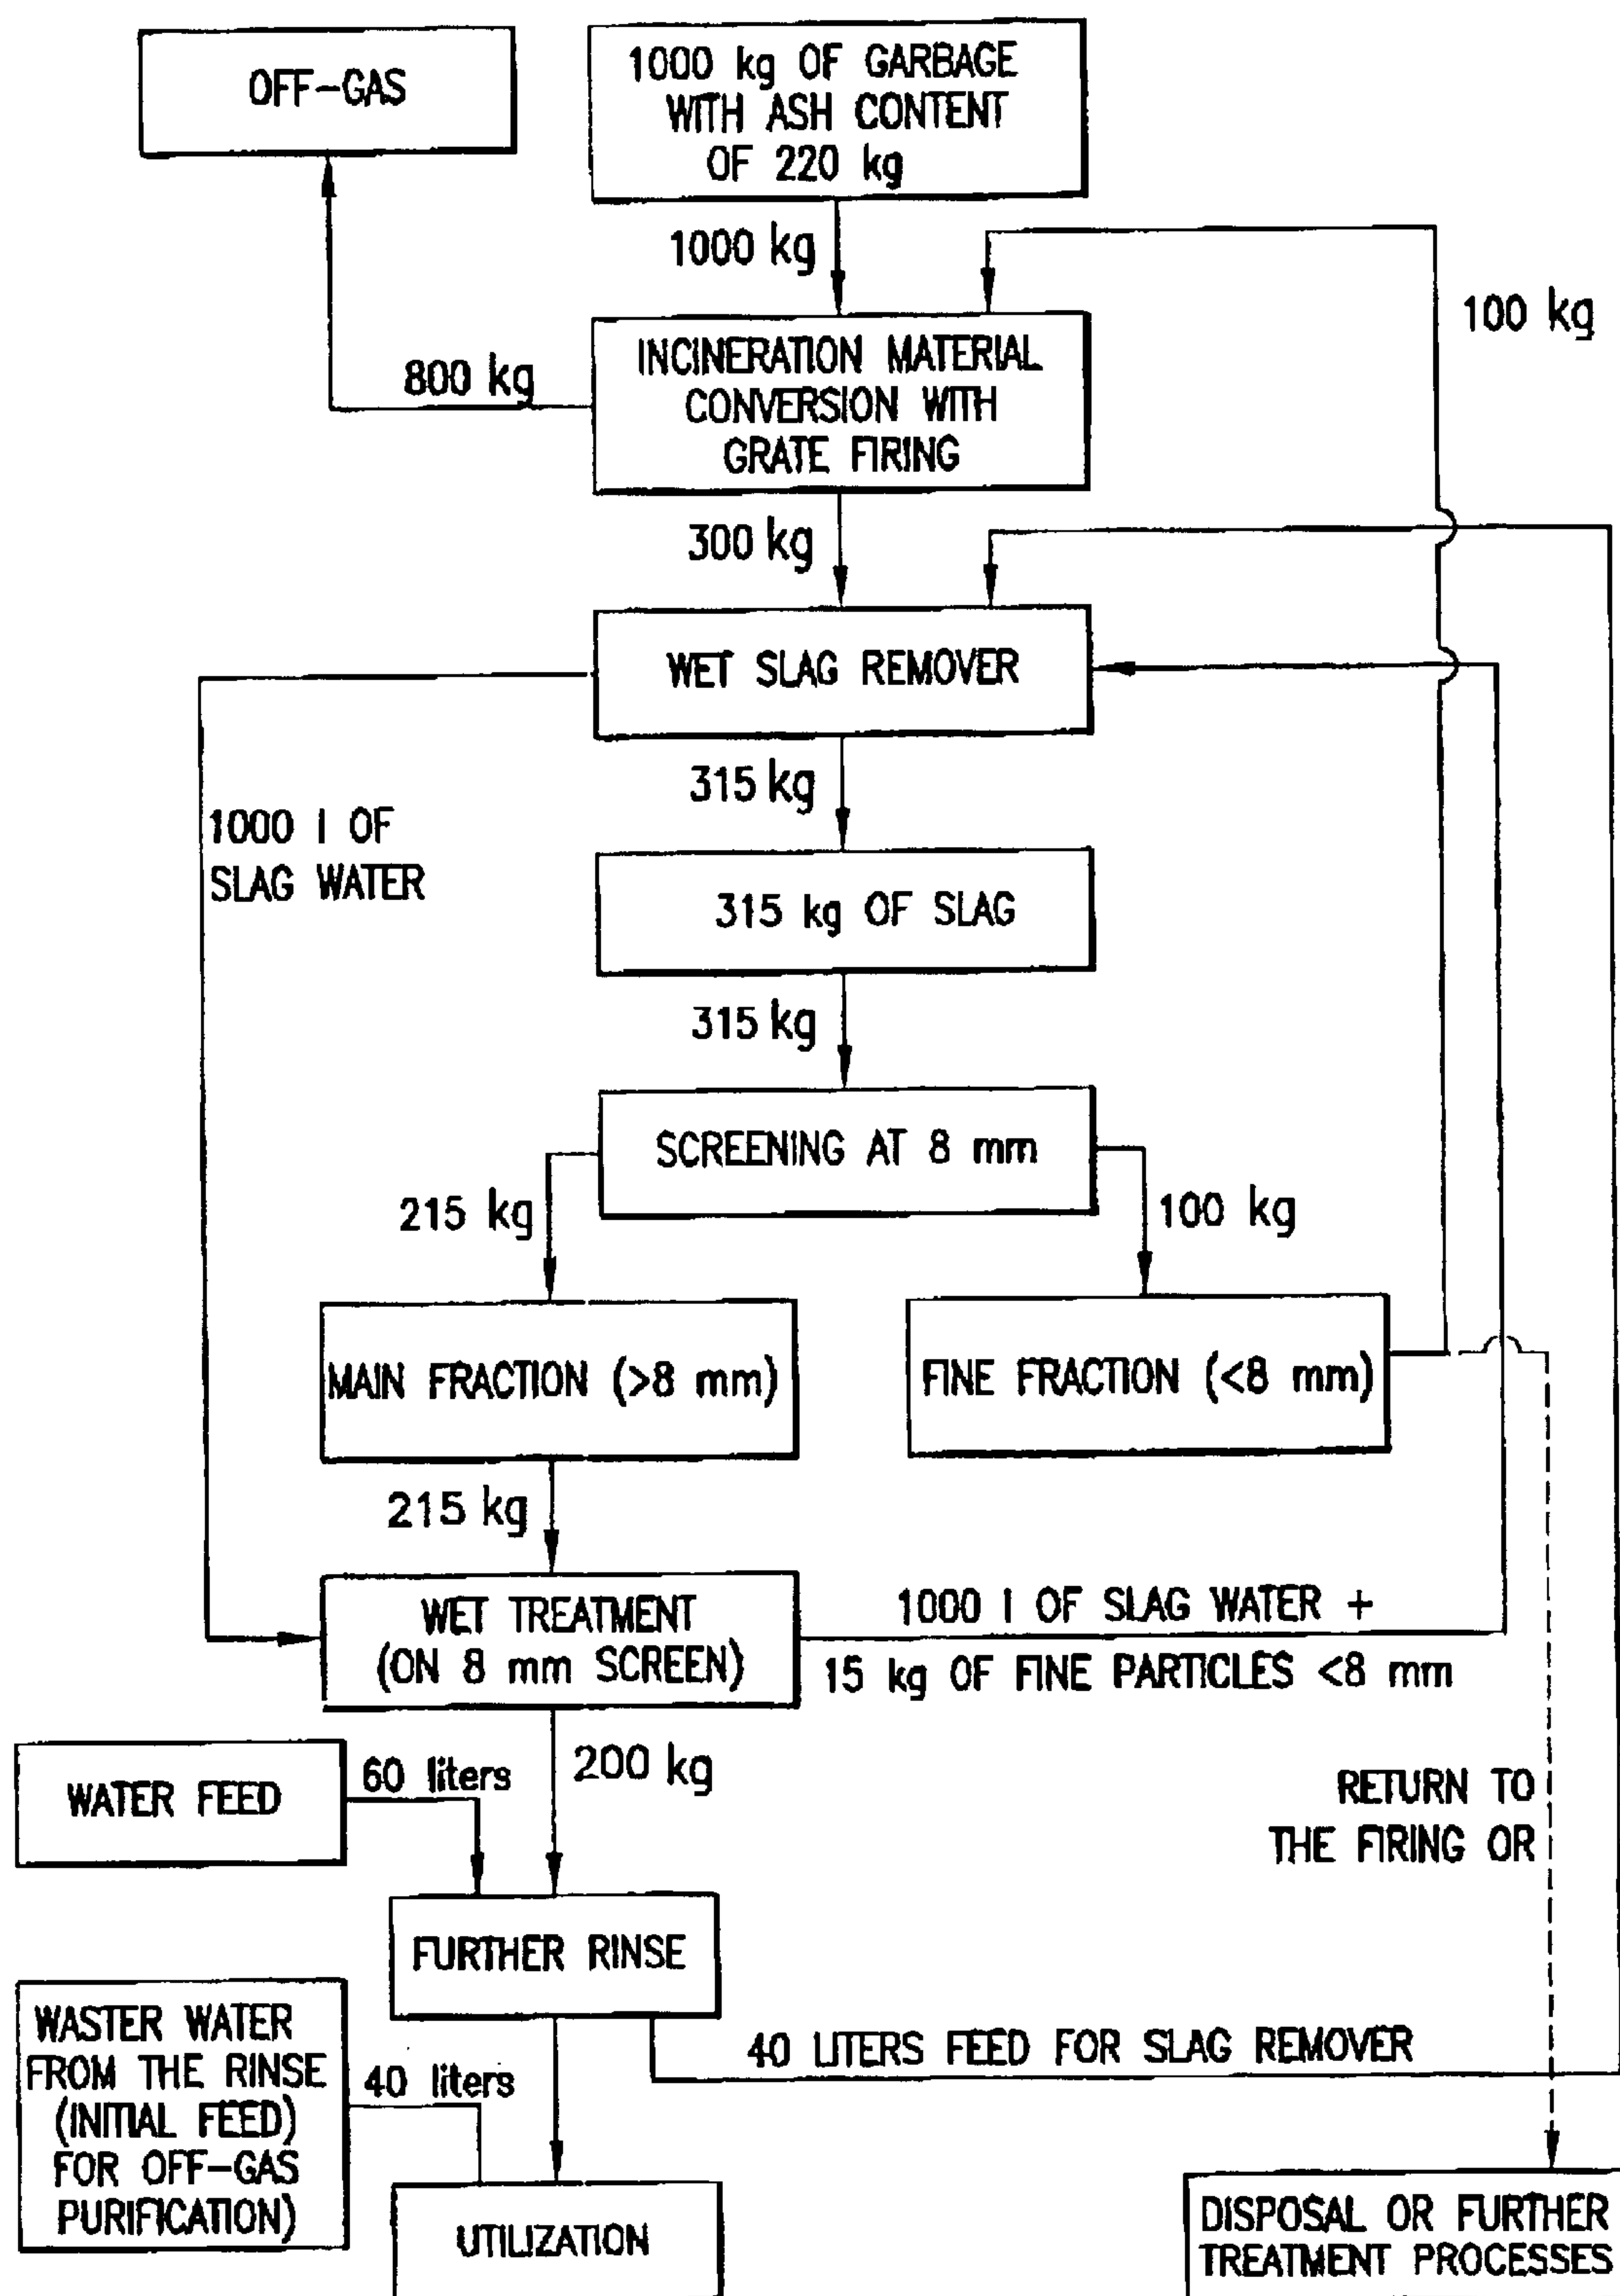 OFF-GAS
1000 kg OF GARBAGE
WITH ASH CONTENT
OF 220 kg
1000 kg
100 kg
800 kg
INCINERATION MATERIAL
CONVERSION WITH
GRATE FIRING
300 kg
WET SLAG REMOVER
315 kg
1000 l OF
SLAG WATER
315 kg OF SLAG
315 kg
SCREENING AT 8 mm
215 kg
100 kg
MAIN FRACTION (>8 mm)
FINE FRACTION (<8 mm)
215 kg
WET TREATMENT
(ON 8 mm SCREEN)
1000 l OF SLAG WATER +
15 kg OF FINE PARTICLES <8 mm
WATER FEED
60 liters
200 kg
RETURN TO
THE FIRING OR
FURTHER RINSE
WASTER WATER
FROM THE RINSE
(INITIAL FEED)
FOR OFF-GAS
PURIFICATION)
40 liters
40 LITERS FEED FOR SLAG REMOVER
UTILIZATION
DISPOSAL OR FURTHER
TREATMENT PROCESSES